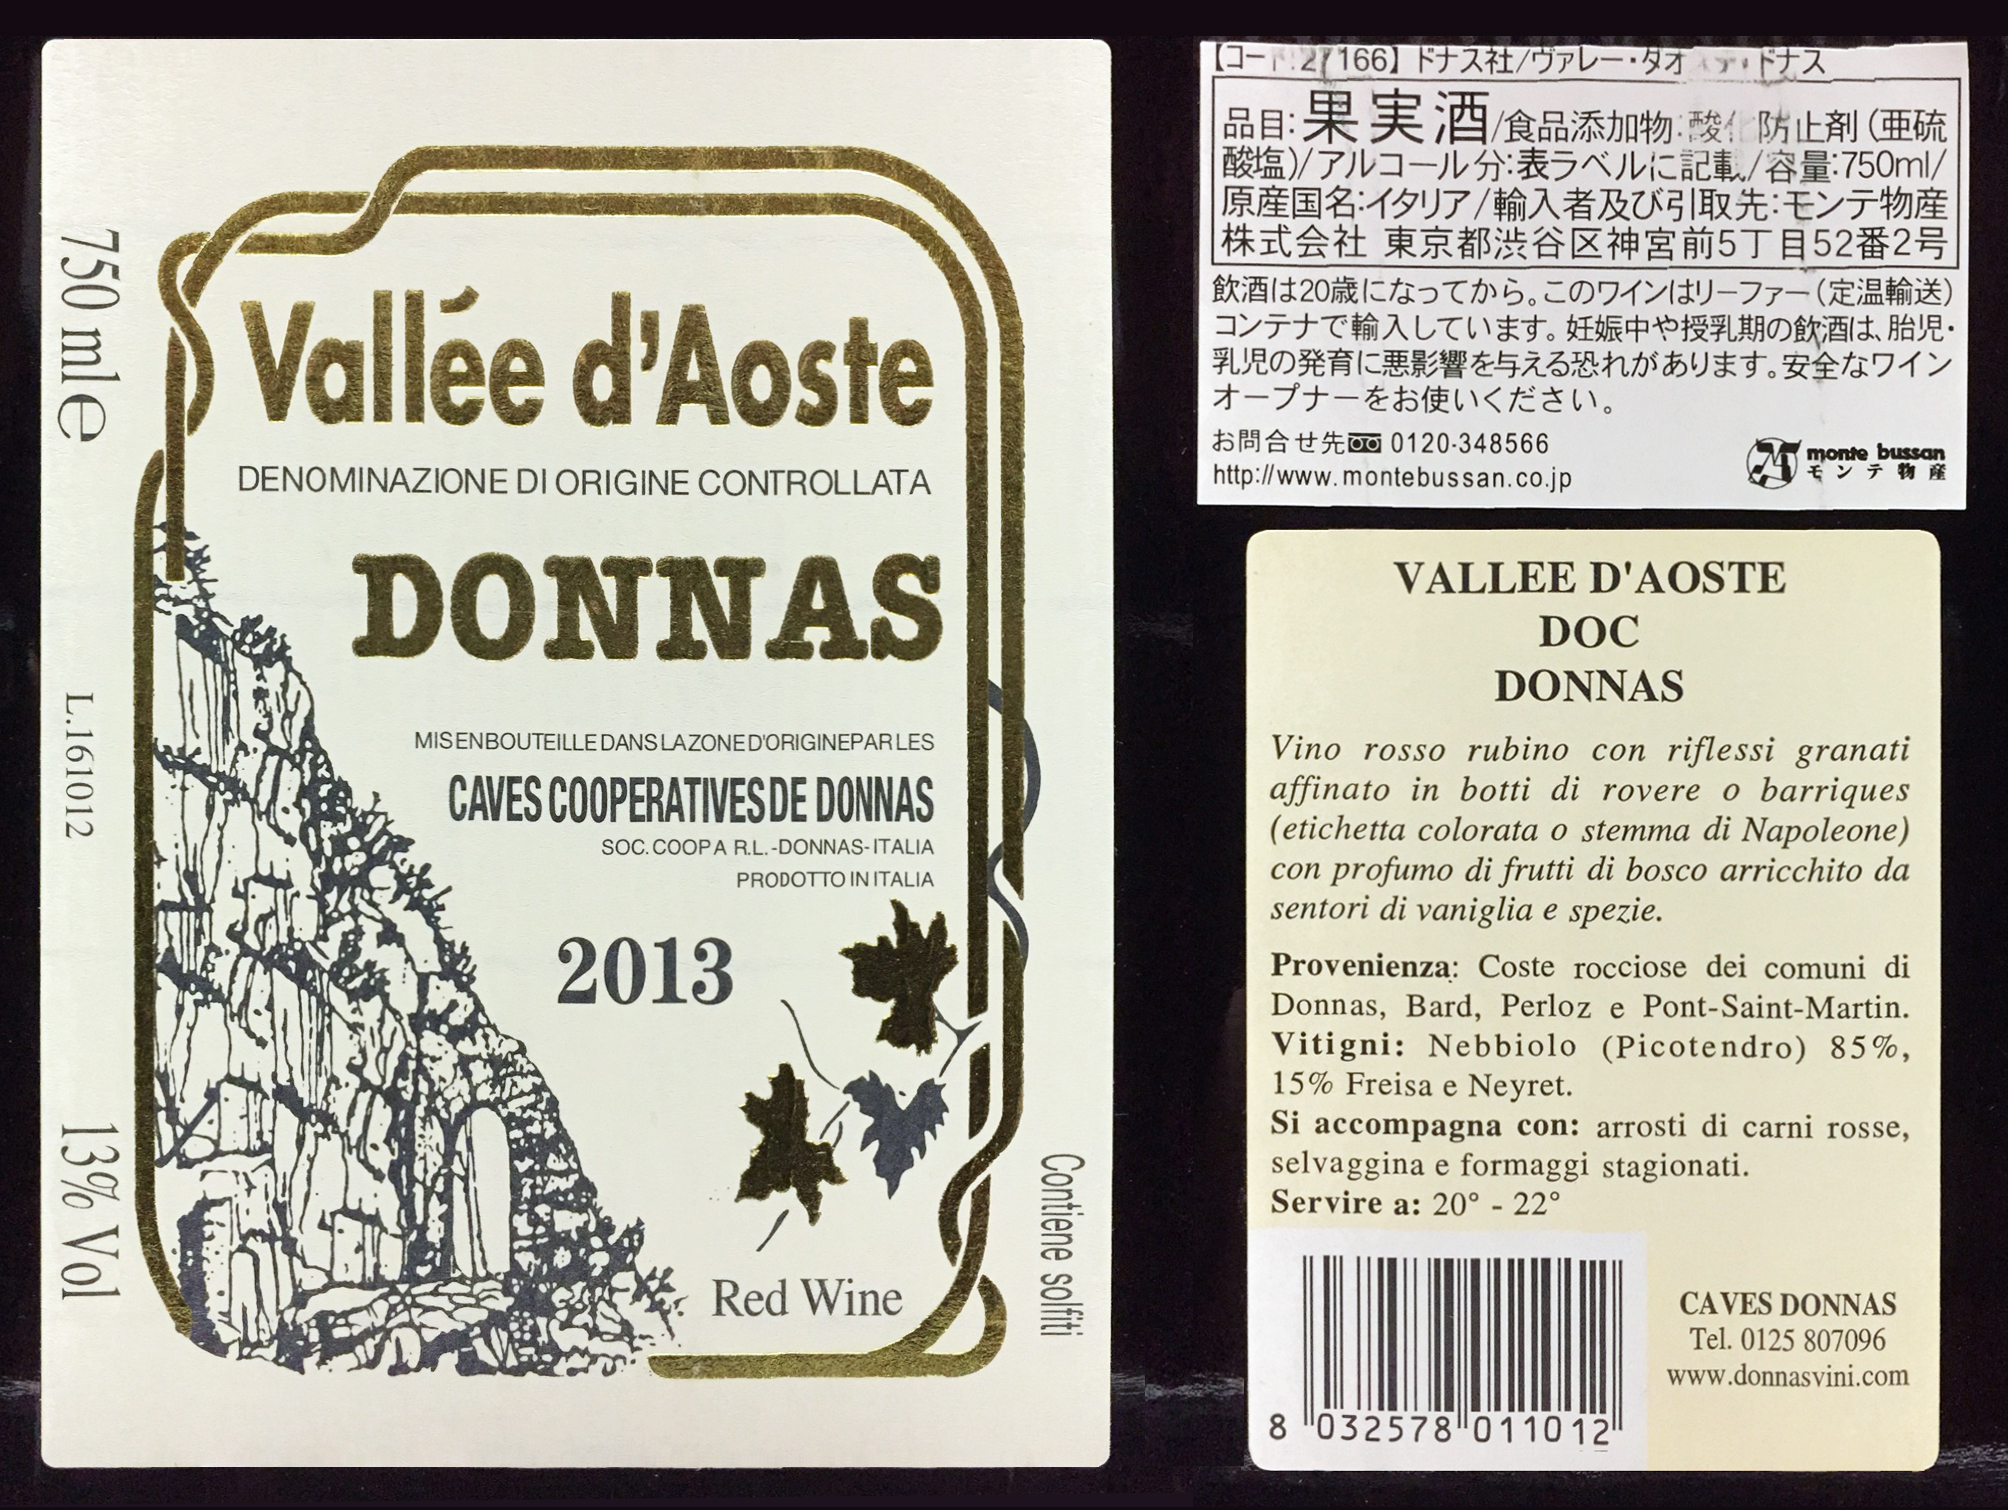 750 ml e
L.161012
13% Vol
Vallée d'Aoste
DENOMINAZIONE DI ORIGINE CONTROLLATA
DONNAS
MIS EN BOUTEILLE DANS LA ZONE D'ORIGINE PAR LES
CAVES COOPERATIVES DE DONNAS
SOC. COOP A R.L. -DONNAS- ITALIA
PRODOTTO IN ITALIA
2013
Red Wine
Contiene solfiti
166】ドナス社/ヴァレー・ダオ ドナス
品目:果実酒/食品添加物:酸化防止剤(亜硫
酸塩)/アルコール分:表ラベルに記載/容量:750ml/
原産国名:イタリア/輸入者及び引取先:モンテ物産
株式会社 東京都渋谷区神宮前5丁目52番2号
飲酒は20歳になってから。このワインはリーファー(定温輸送)
コンテナで輸入しています。妊娠中や授乳期の飲酒は、胎児・
乳児の発育に悪影響を与える恐れがあります。安全なワイン
オープナーをお使いください。
お問合せ先 0120-348566
http://www.montebussan.co.jp
monte bussan
モンテ物産
VALLEE D'AOSTE
DOC
DONNAS
Vino rosso rubino con riflessi granati
affinato in botti di rovere o barriques
(etichetta colorata o stemma di Napoleone)
con profumo di frutti di bosco arricchito da
sentori di vaniglia e spezie.
Provenienza: Coste rocciose dei comuni di
Donnas, Bard, Perloz e Pont-Saint-Martin.
Vitigni: Nebbiolo (Picotendro) 85%,
15% Freisa e Neyret.
Si accompagna con: arrosti di carni rosse,
selvaggina e formaggi stagionati.
Servire a: 20° - 22°
8 032578 011012
CAVES DONNAS
Tel. 0125 807096
www.donnasvini.com